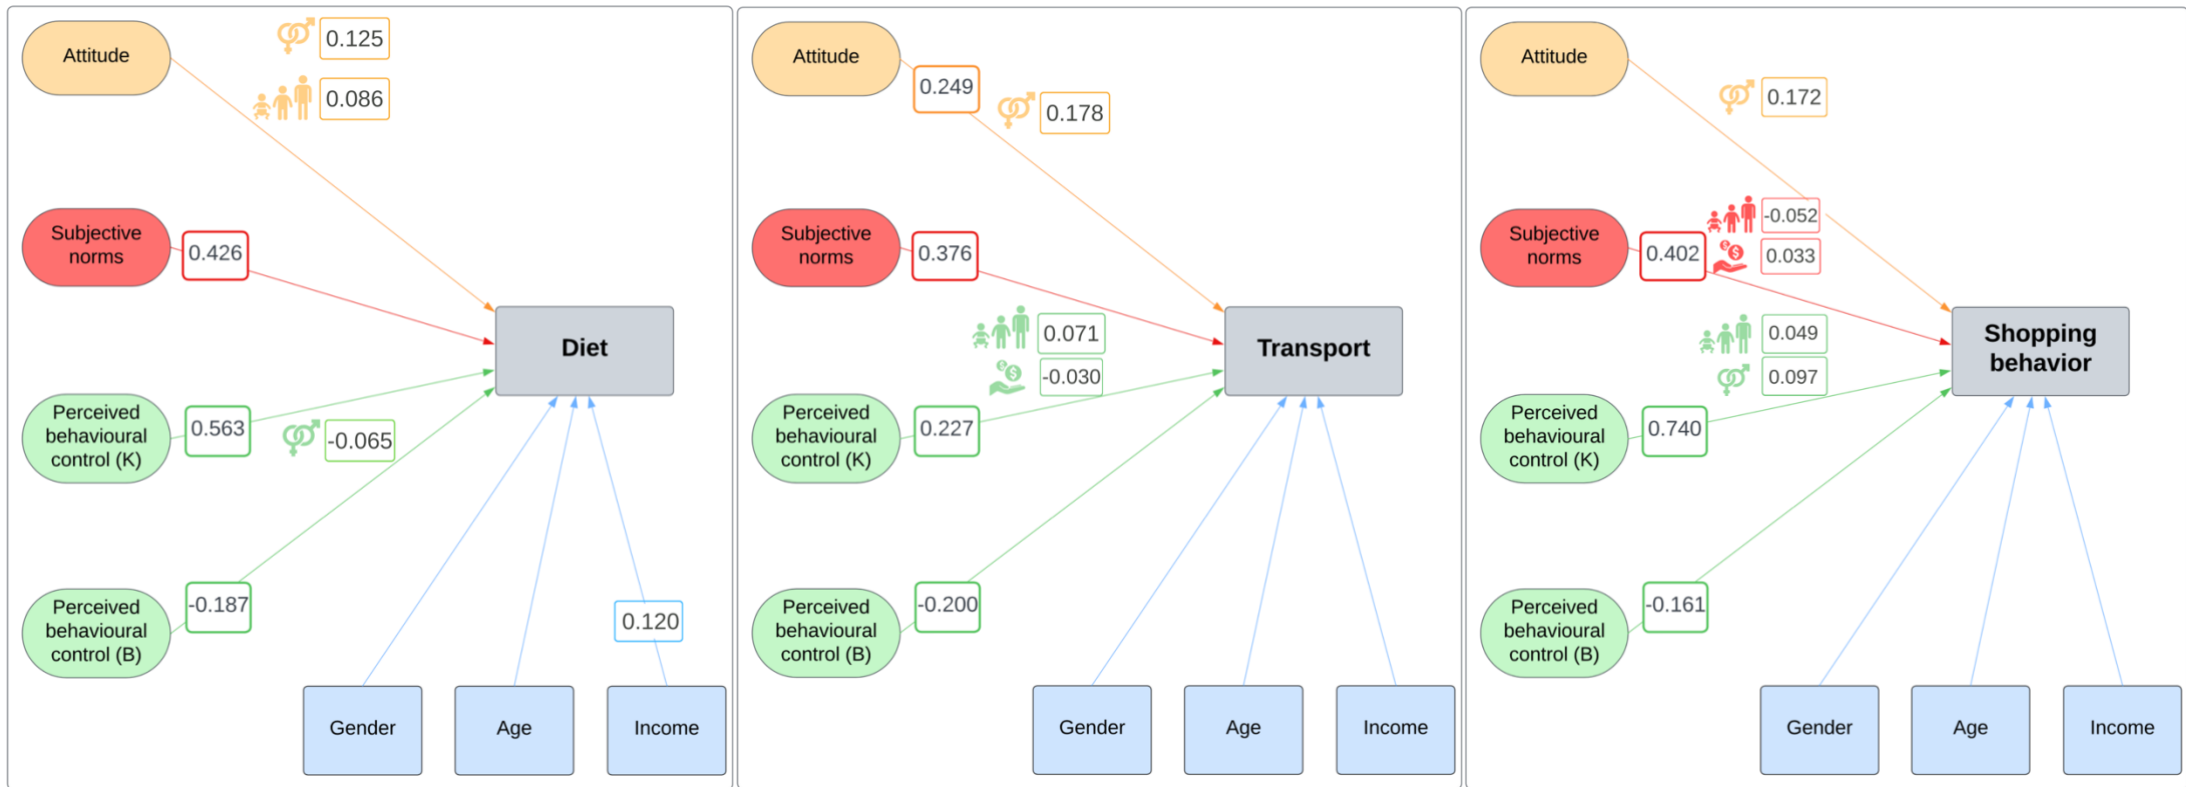 Attitude
0.125
0.086
Subjective
norms
0.426
Diet
Perceived
behavioural
control (K)
0.563
-0.065
Perceived
behavioural
control (B)
-0.187
0.120
Gender
Age
Income
Attitude
0.249
0.178
Subjective
norms
0.376
0.071
-0.030
Transport
Perceived
behavioural
control (K)
0.227
Perceived
behavioural
control (B)
-0.200
Gender
Age
Income
Attitude
0.172
Subjective
norms
0.402
-0.052
0.033
0.049
0.097
Shopping
behavior
Perceived
behavioural
control (K)
0.740
Perceived
behavioural
control (B)
-0.161
Gender
Age
Income